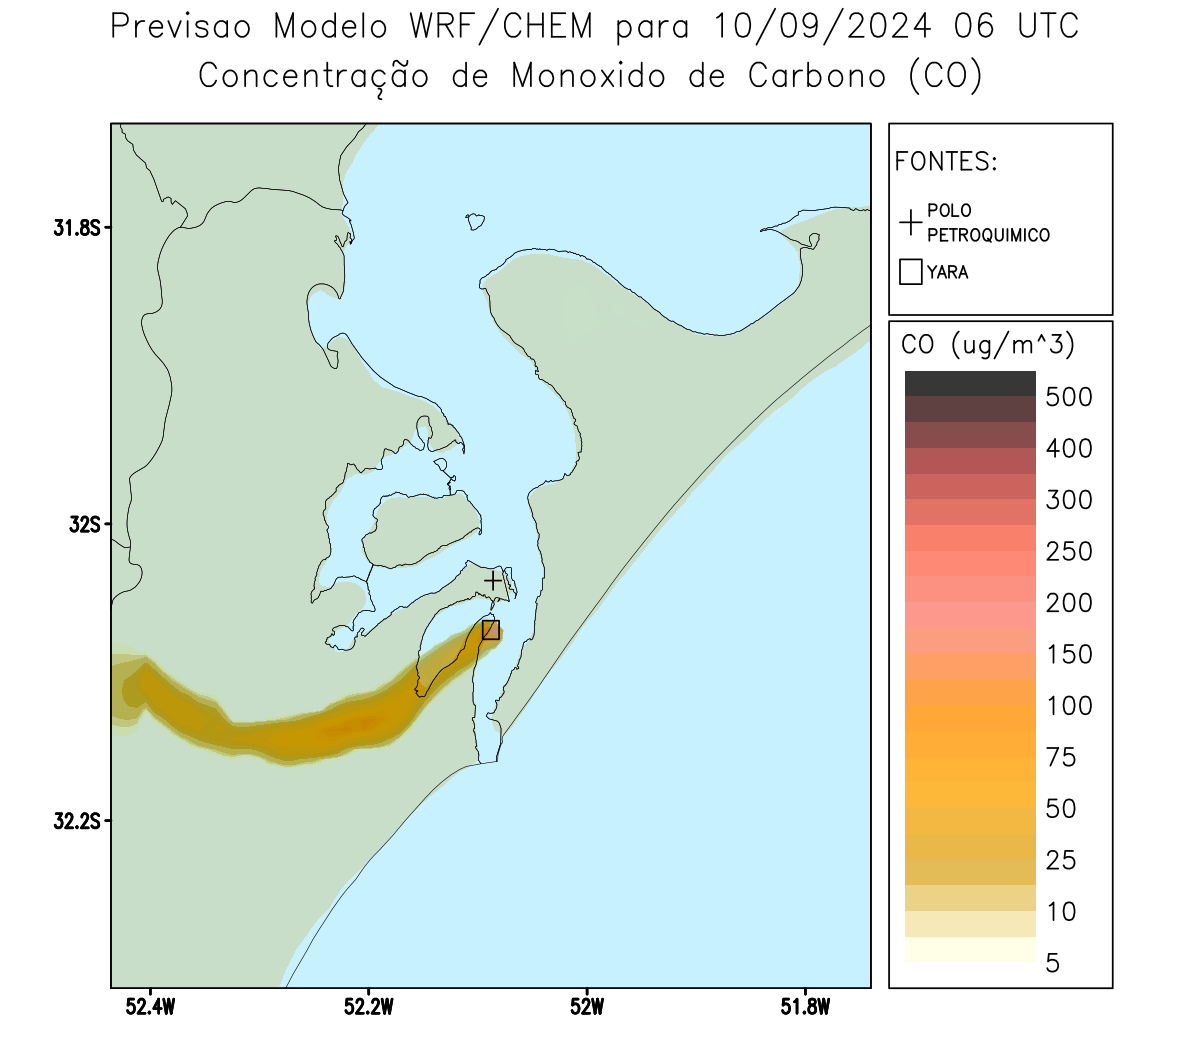 Previsao Modelo WRF/CHEM para 10/09/2024 06 UTC
Concentração de Monoxido de Carbono (CO)
FONTES:
POLO
PETROQUIMICO
YARA
CO (ug/m^3)
500
400
300
250
200
150
100
75
50
25
10
5
31.8S
32S
32.2S
52.4W
52.2W
52W
51.8W